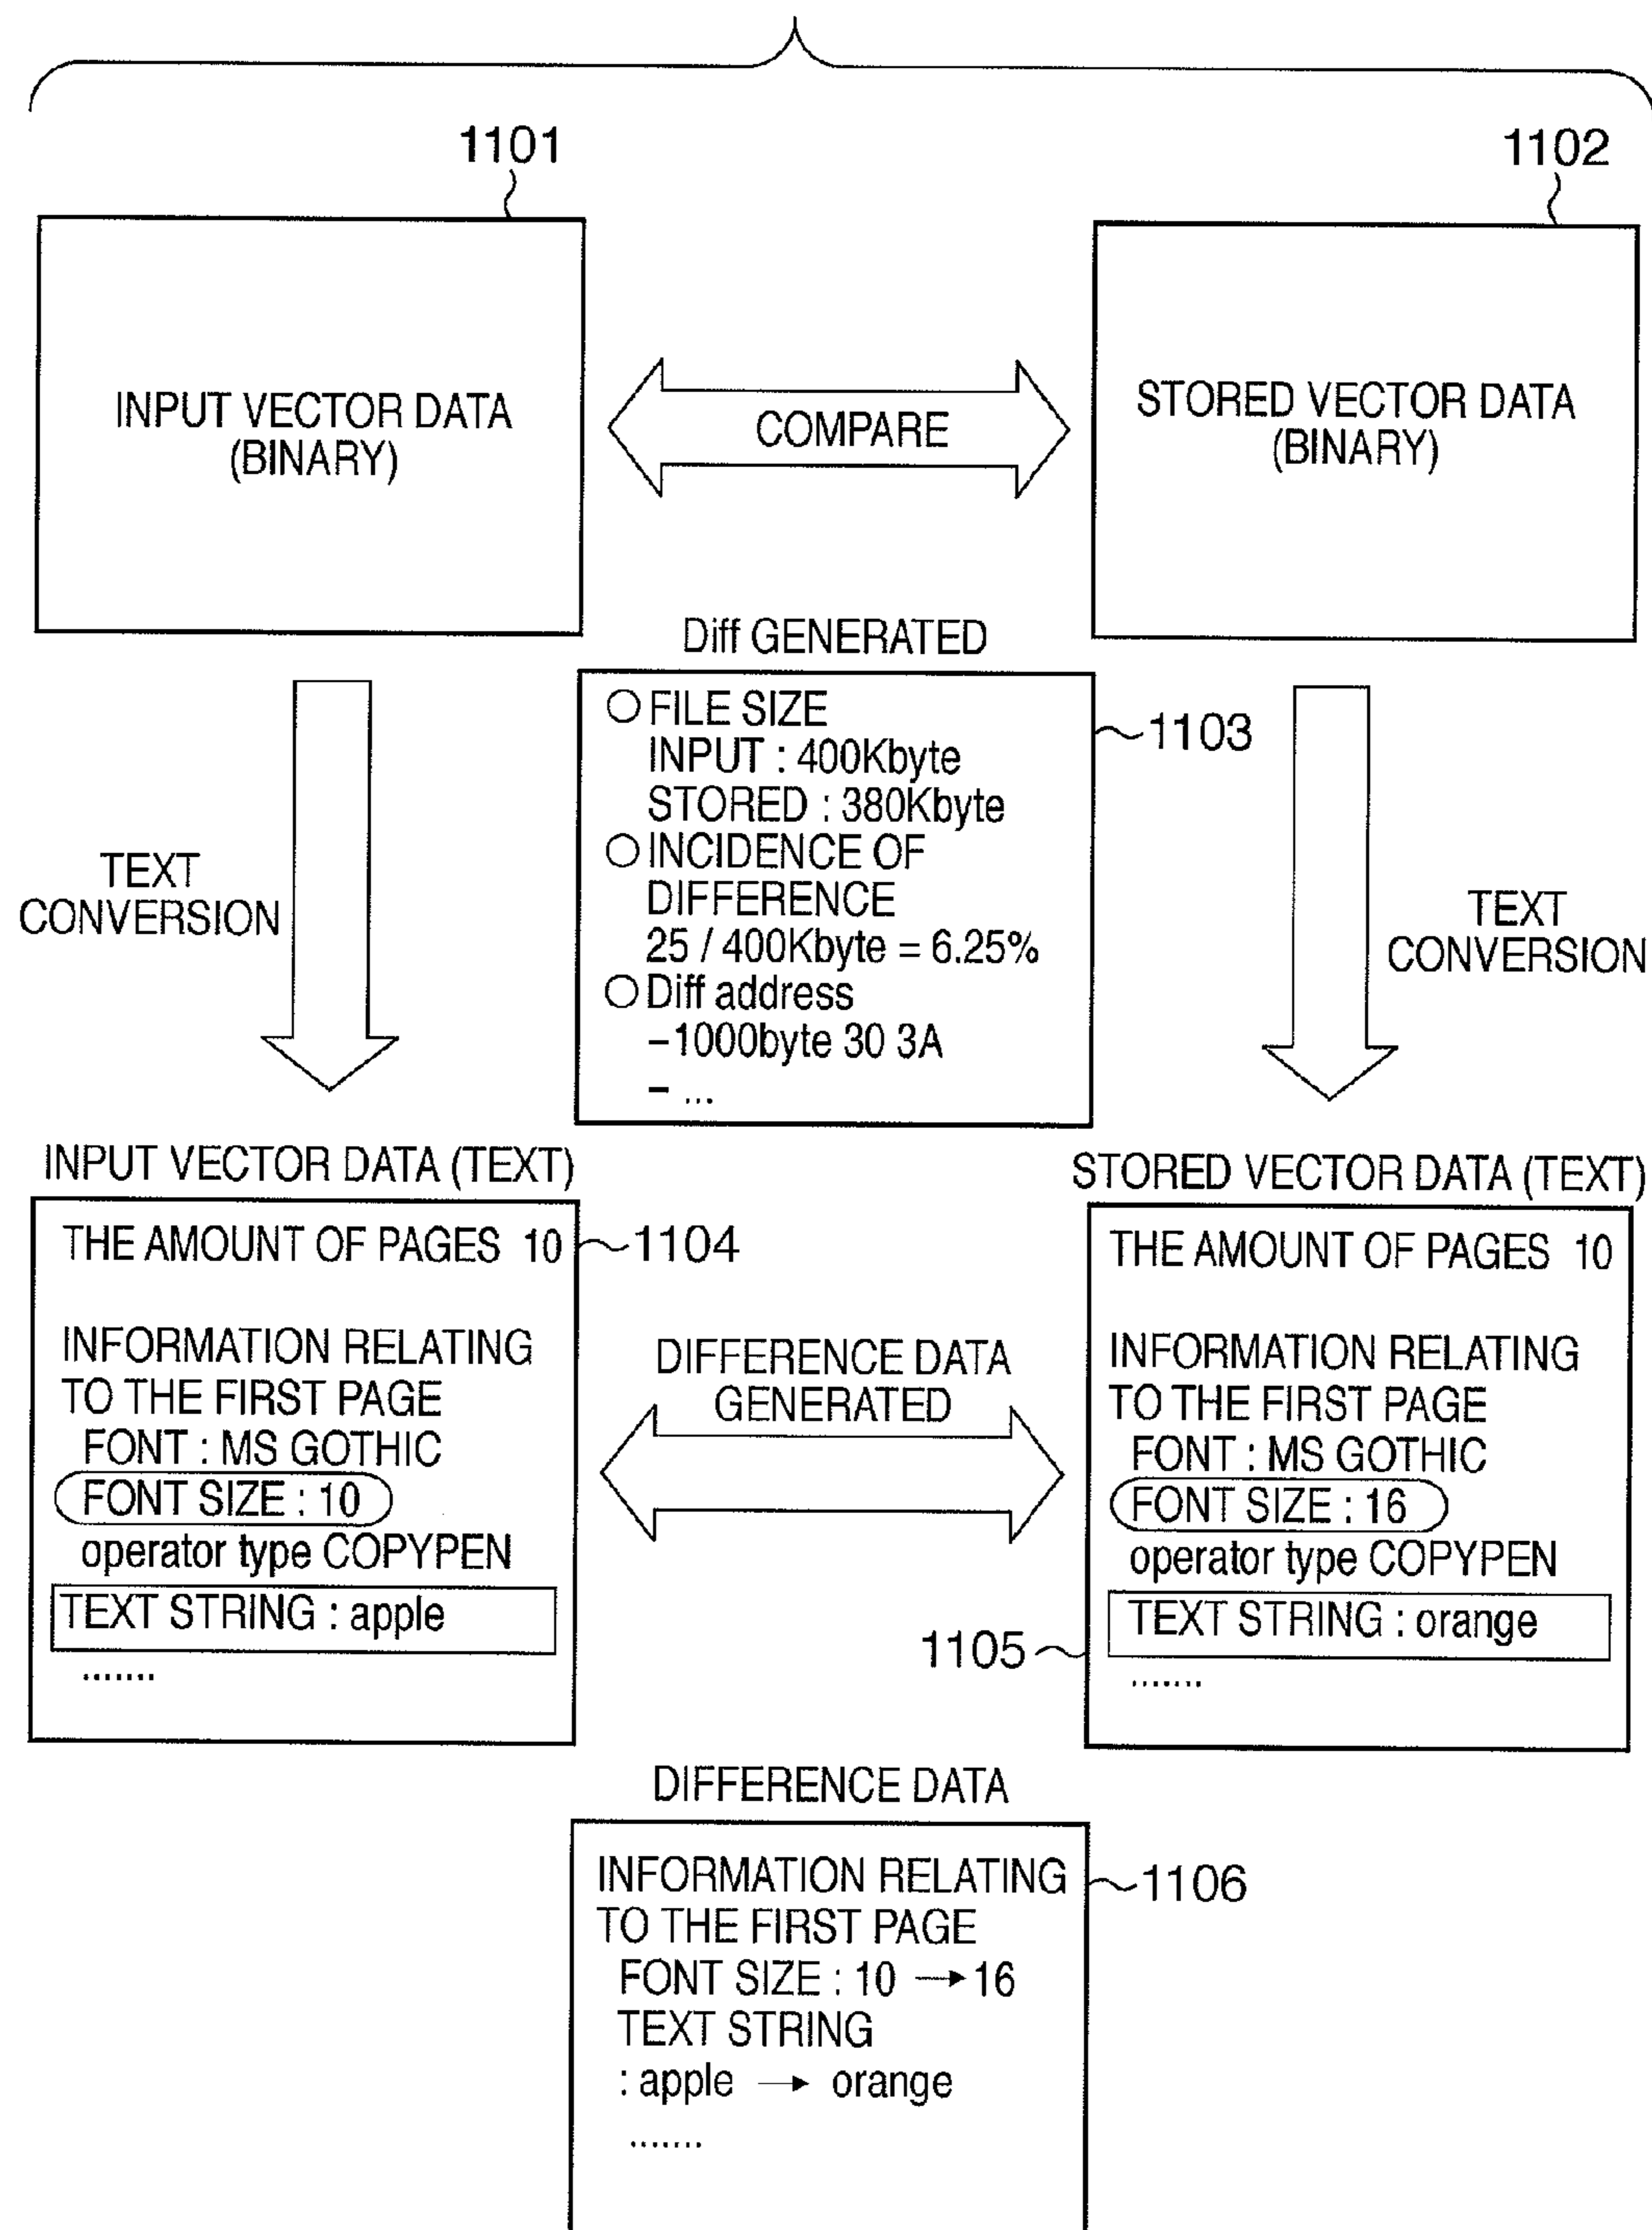 1101
1102
INPUT VECTOR DATA
(BINARY)
COMPARE
STORED VECTOR DATA
(BINARY)
Diff GENERATED
○ FILE SIZE
INPUT : 400Kbyte
STORED : 380Kbyte
○ INCIDENCE OF
DIFFERENCE
25 / 400Kbyte = 6.25%
○ Diff address
–1000byte 30 3A
– ...
1103
TEXT
CONVERSION
TEXT
CONVERSION
INPUT VECTOR DATA (TEXT)
THE AMOUNT OF PAGES 10
1104
INFORMATION RELATING
TO THE FIRST PAGE
FONT : MS GOTHIC
FONT SIZE : 10
operator type COPYPEN
TEXT STRING : apple
.......
DIFFERENCE DATA
GENERATED
STORED VECTOR DATA (TEXT)
THE AMOUNT OF PAGES 10
INFORMATION RELATING
TO THE FIRST PAGE
FONT : MS GOTHIC
FONT SIZE : 16
operator type COPYPEN
TEXT STRING : orange
1105
.......
DIFFERENCE DATA
INFORMATION RELATING
TO THE FIRST PAGE
1106
FONT SIZE : 10 → 16
TEXT STRING
: apple → orange
.......